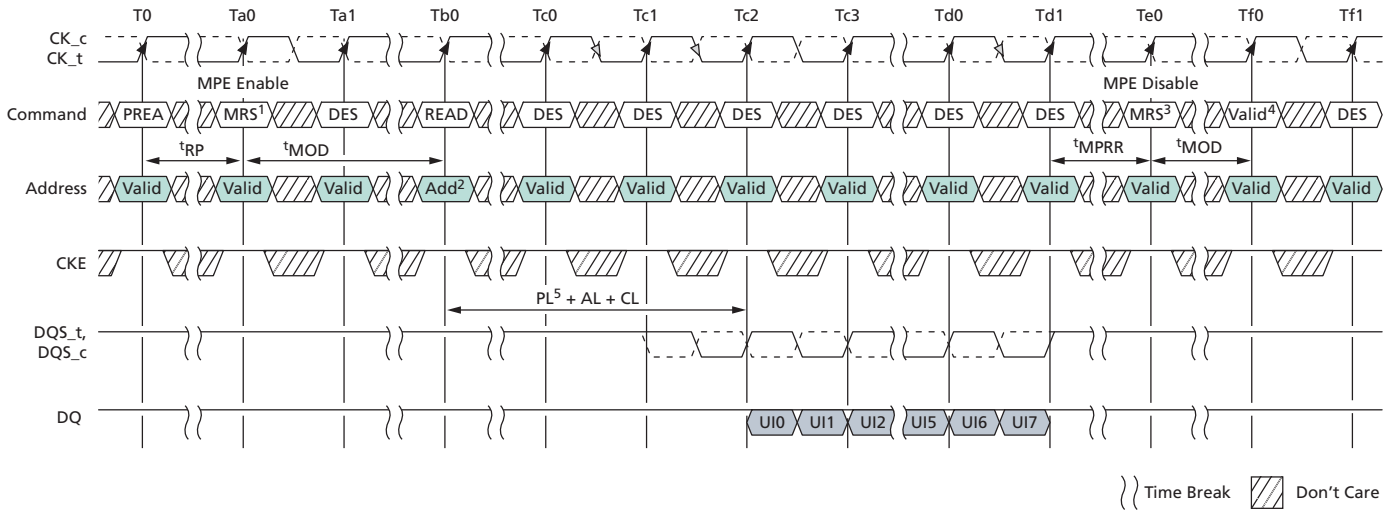 T0 Ta0 Ta1 Tb0 Tc0 Tc1 Tc2 Tc3 Td0 Td1 Te0 Tf0 Tf1
CK_c
CK_t
MPE Enable MPE Disable
Command PREA MRS¹ DES READ DES DES DES DES DES DES MRS³ Valid⁴ DES
tRP tMOD tMPRR tMOD
Address Valid Valid Valid Add² Valid Valid Valid Valid Valid Valid Valid Valid Valid
CKE
PL⁵ + AL + CL
DQS_t,
DQS_c
DQ UI0 UI1 UI2 UI5 UI6 UI7
Time Break Don't Care